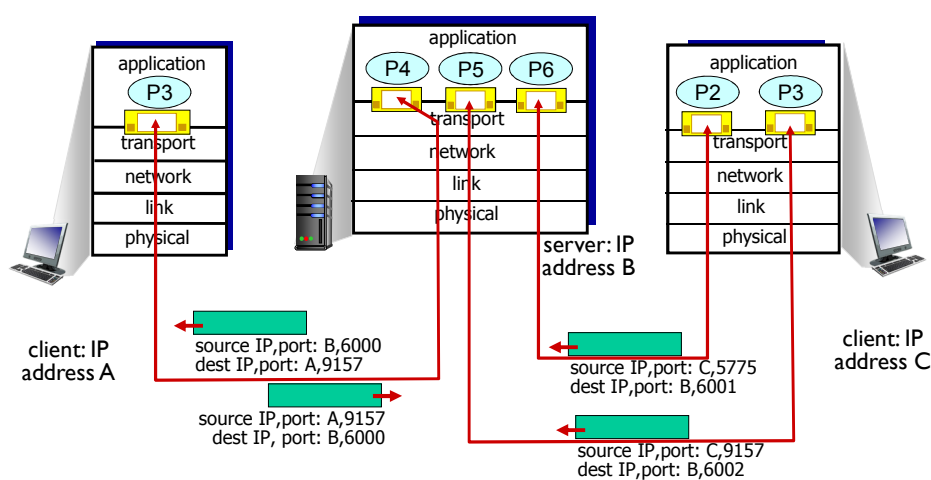 application
P3
transport
network
link
physical
client: IP
address A
application
P4
P5
P6
transport
network
link
physical
server: IP
address B
application
P2
P3
transport
network
link
physical
client: IP
address C
source IP,port: B,6000
dest IP,port: A,9157
source IP,port: A,9157
dest IP, port: B,6000
source IP,port: C,5775
dest IP,port: B,6001
source IP,port: C,9157
dest IP,port: B,6002